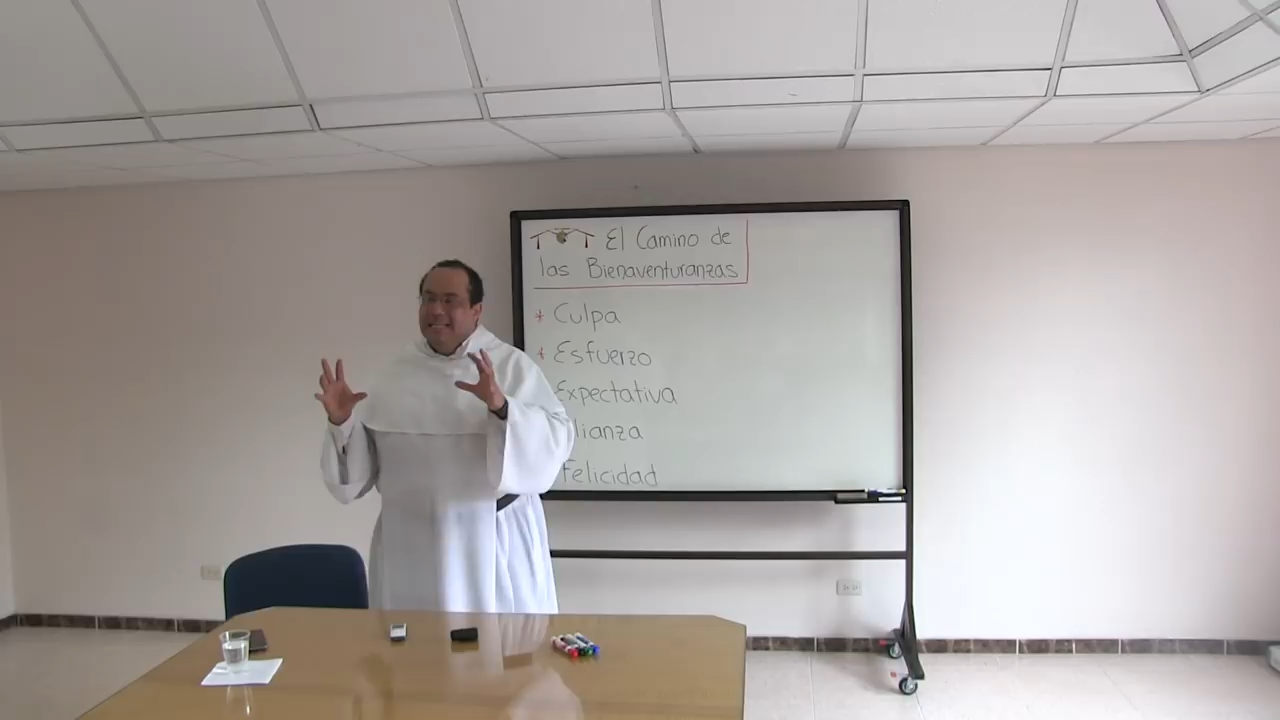 El Camino de
las Bienaventuranzas
* Culpa
* Esfuerzo
Expectativa
lianza
Felicidad